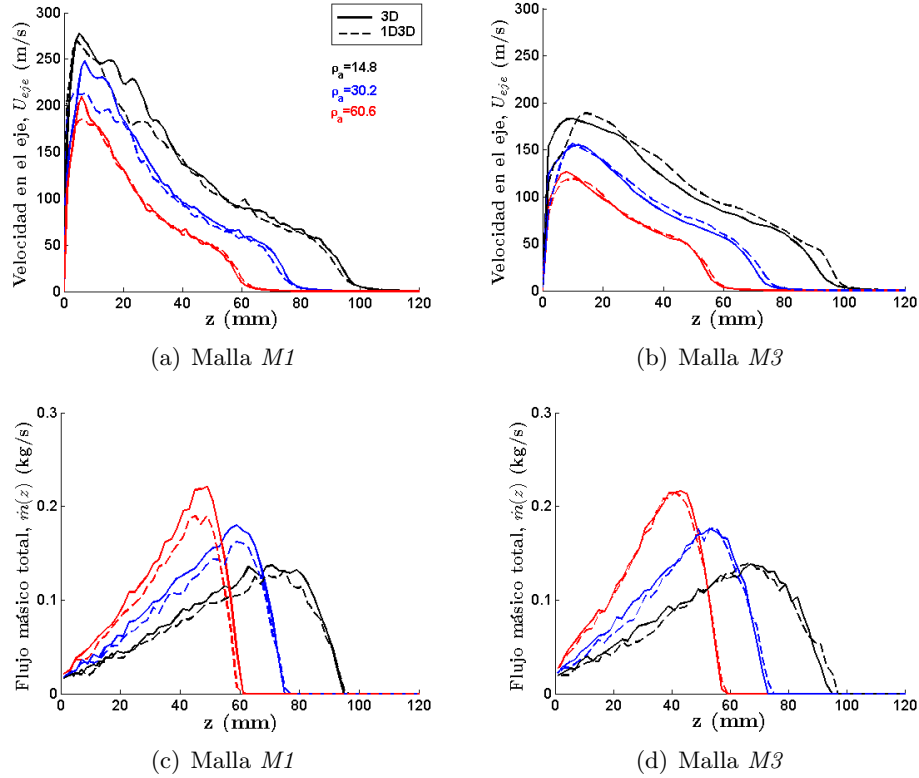 Velocidad en el eje, U_eje (m/s)
300
250
200
150
100
50
0
0 20 40 60 80 100 120
z (mm)
3D
1D3D
ρa=14.8
ρa=30.2
ρa=60.6
(a) Malla M1
Velocidad en el eje, U_eje (m/s)
300
250
200
150
100
50
0
0 20 40 60 80 100 120
z (mm)
(b) Malla M3
Flujo másico total, ṁ(z) (kg/s)
0.3
0.2
0.1
0
0 20 40 60 80 100 120
z (mm)
(c) Malla M1
Flujo másico total, ṁ(z) (kg/s)
0.3
0.2
0.1
0
0 20 40 60 80 100 120
z (mm)
(d) Malla M3